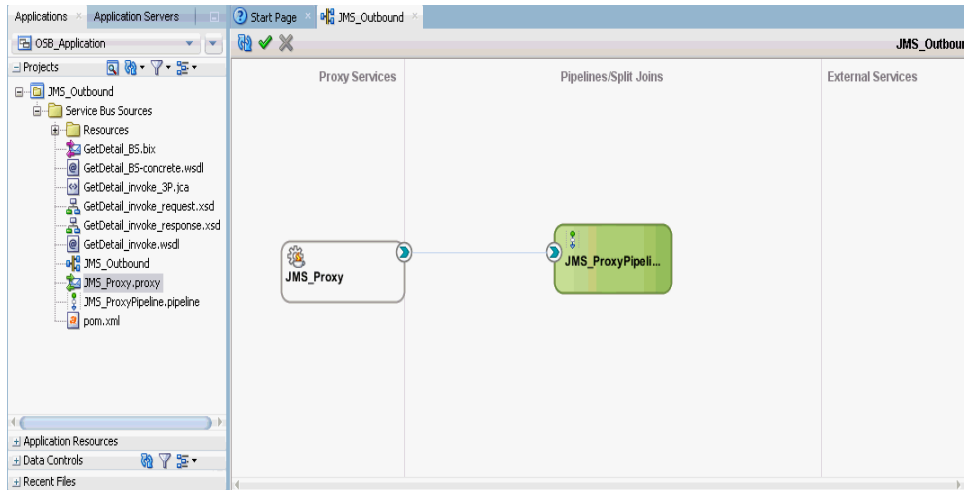 Applications
Application Servers
OSB_Application
Projects
JMS_Outbound
Service Bus Sources
Resources
GetDetail_BS.bix
GetDetail_BS-concrete.wsdl
GetDetail_invoke_3P.jca
GetDetail_invoke_request.xsd
GetDetail_invoke_response.xsd
GetDetail_invoke.wsdl
JMS_Outbound
JMS_Proxy.proxy
JMS_ProxyPipeline.pipeline
pom.xml
Application Resources
Data Controls
Recent Files
Start Page
JMS_Outbound
JMS_Outboun
Proxy Services
Pipelines/Split Joins
External Services
JMS_Proxy
JMS_ProxyPipeli...